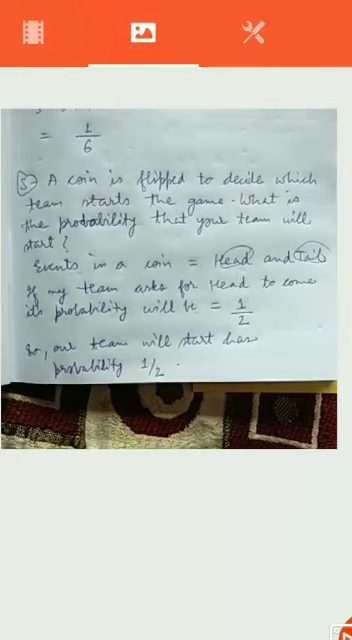 = 1/6
5- A coin is flipped to decide which
team starts the game. What is
the probability that your team will
start?
Events in a coin = Head and Tail
If my team asks for Head to come
its probability will be = 1/2
So, our team will start has
probability 1/2.